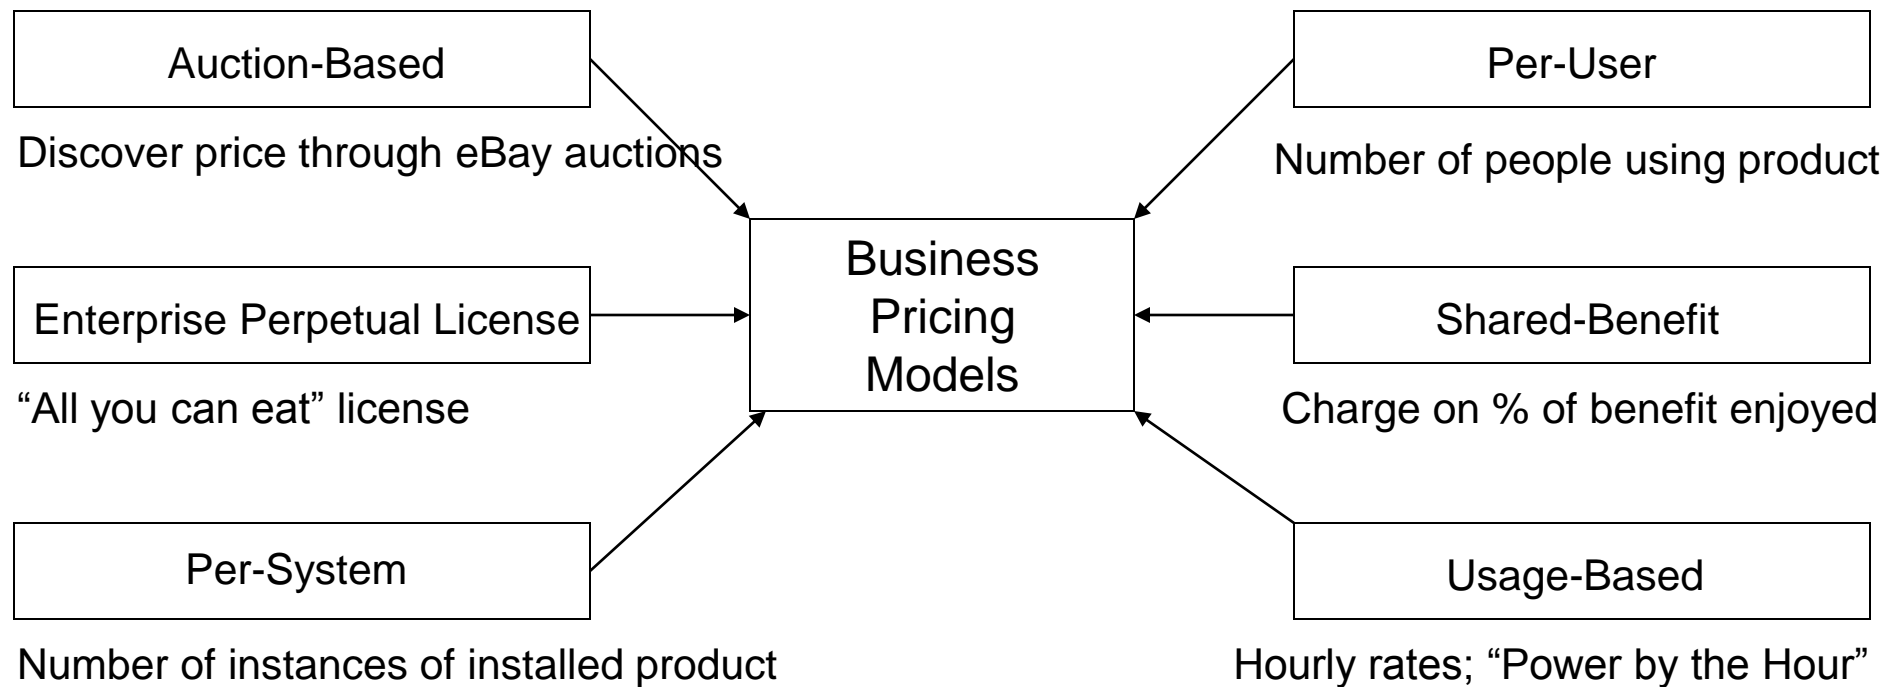 Auction-Based
Discover price through eBay auctions
Enterprise Perpetual License
“All you can eat” license
Per-System
Number of instances of installed product
Business
Pricing
Models
Per-User
Number of people using product
Shared-Benefit
Charge on % of benefit enjoyed
Usage-Based
Hourly rates; “Power by the Hour”